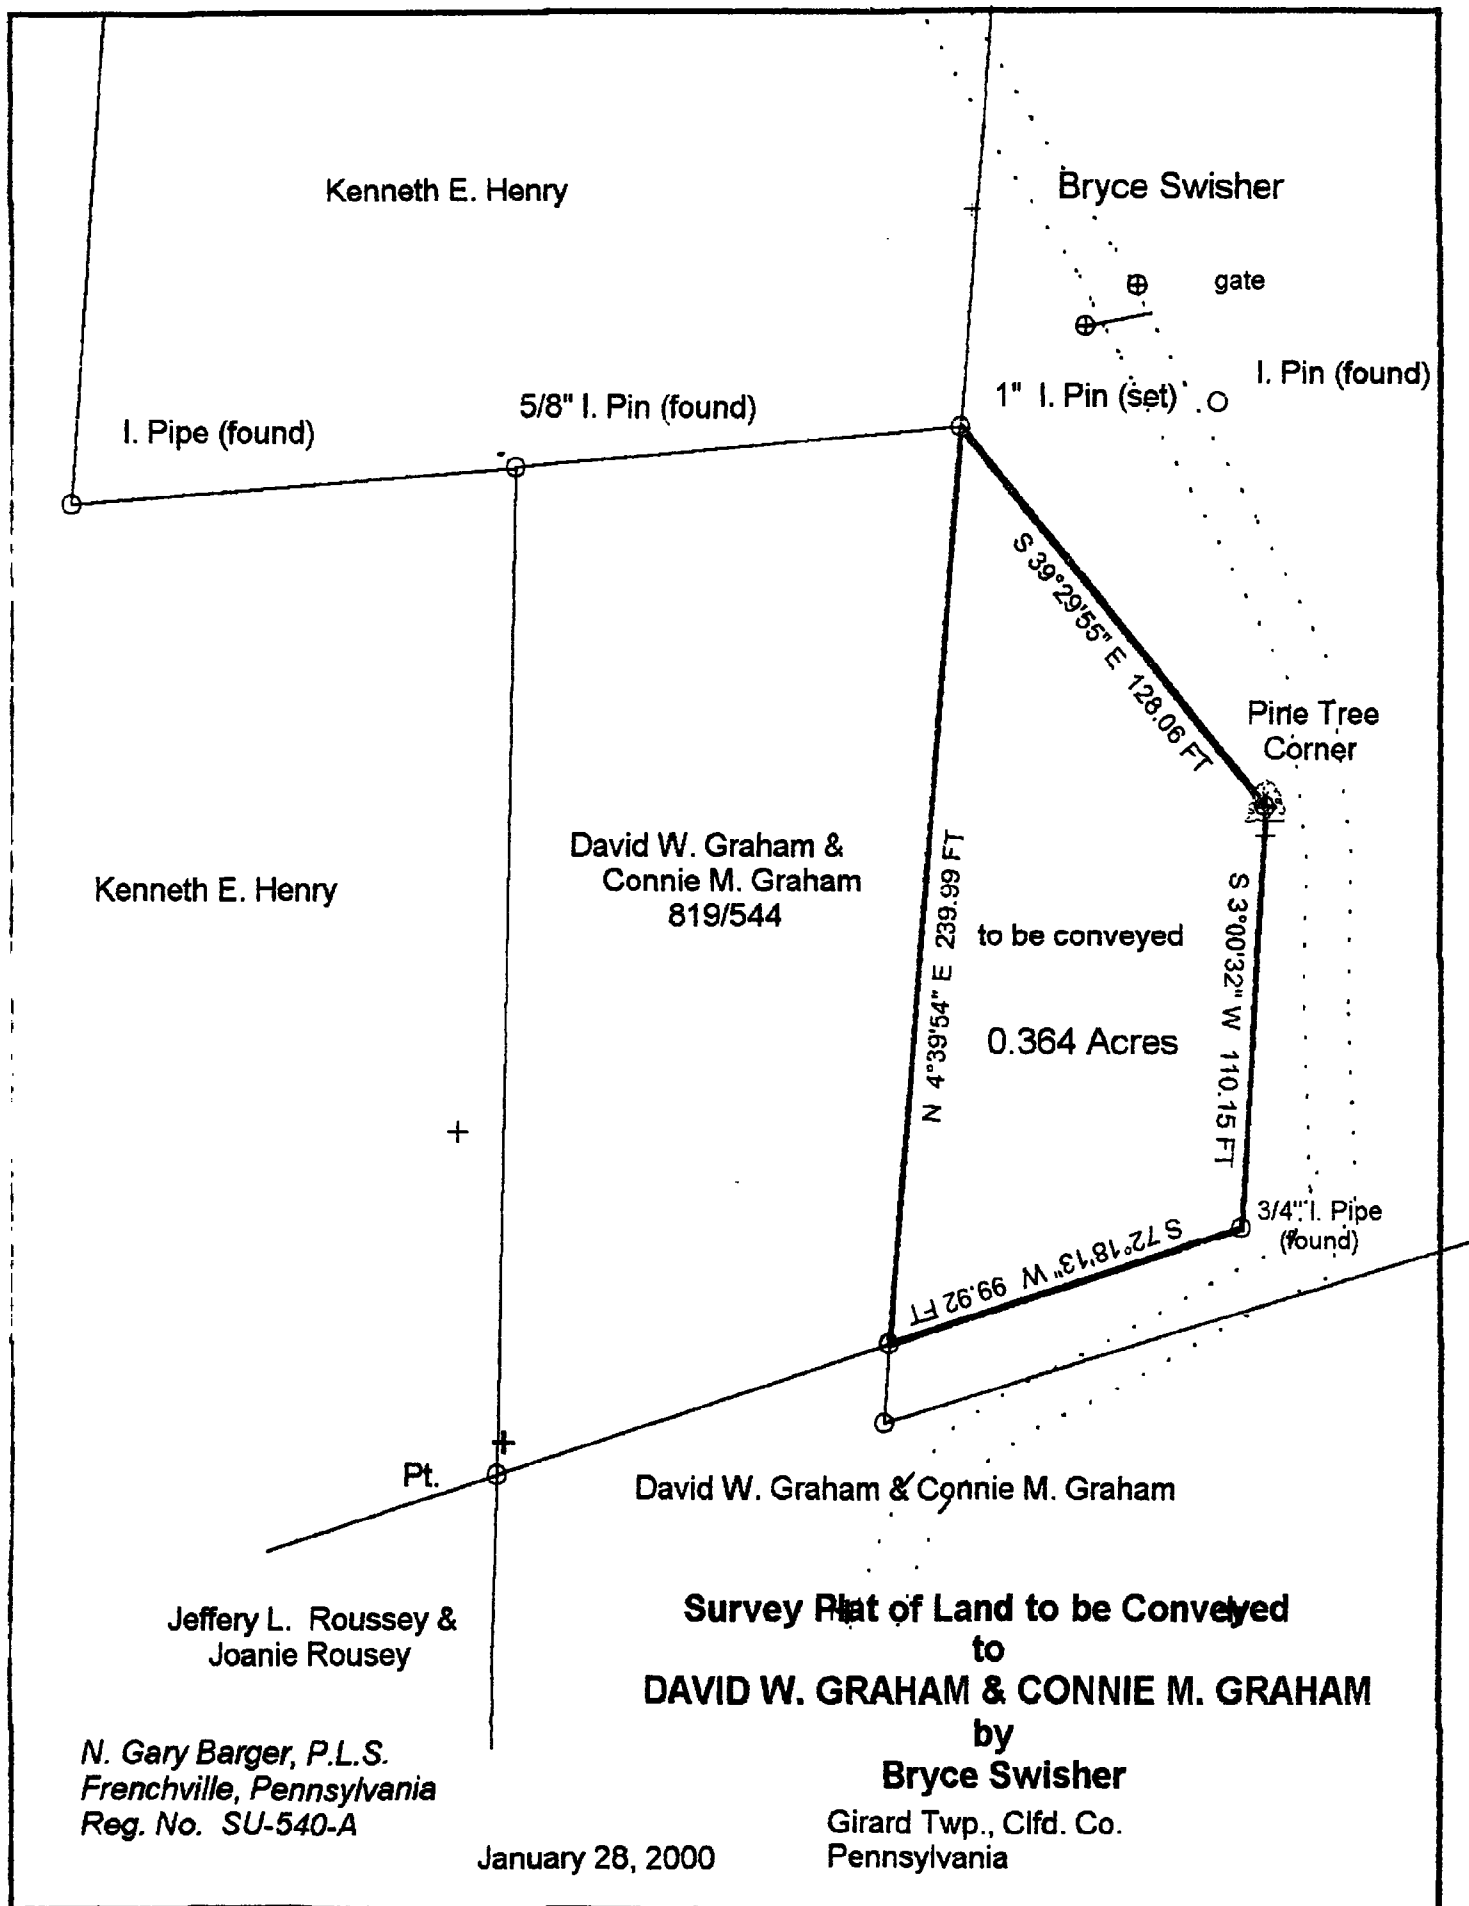 Kenneth E. Henry
Bryce Swisher
gate
I. Pin (found)
1" I. Pin (set)
5/8" I. Pin (found)
I. Pipe (found)
S 39°29'55" E 128.06 FT
Pine Tree
Corner
David W. Graham &
Connie M. Graham
819/544
Kenneth E. Henry
N 4°39'54" E 239.99 FT
to be conveyed
0.364 Acres
S 3°00'32" W 110.15 FT
3/4" I. Pipe
(found)
S 72°18'13" W 99.92 FT
Pt.
David W. Graham & Connie M. Graham
Jeffery L. Roussey &
Joanie Rousey
Survey Plat of Land to be Conveyed
to
DAVID W. GRAHAM & CONNIE M. GRAHAM
by
Bryce Swisher
Girard Twp., Clfd. Co.
Pennsylvania
N. Gary Barger, P.L.S.
Frenchville, Pennsylvania
Reg. No. SU-540-A
January 28, 2000